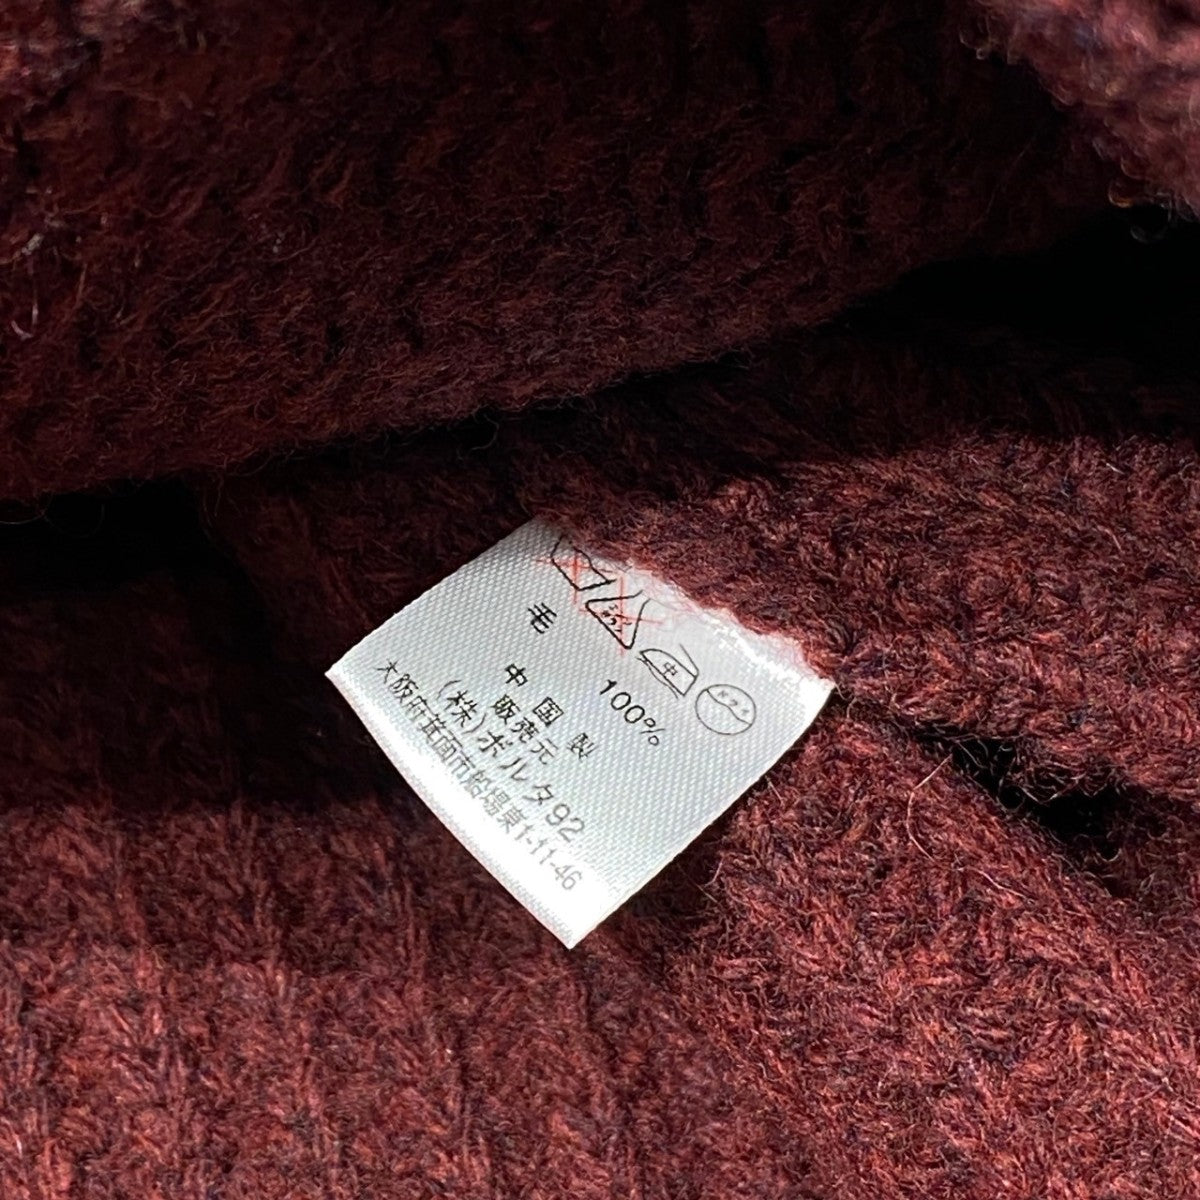 中
毛 100%
中国製
販売元
(株)ボルタ92
大阪府箕面市船場東1-11-46